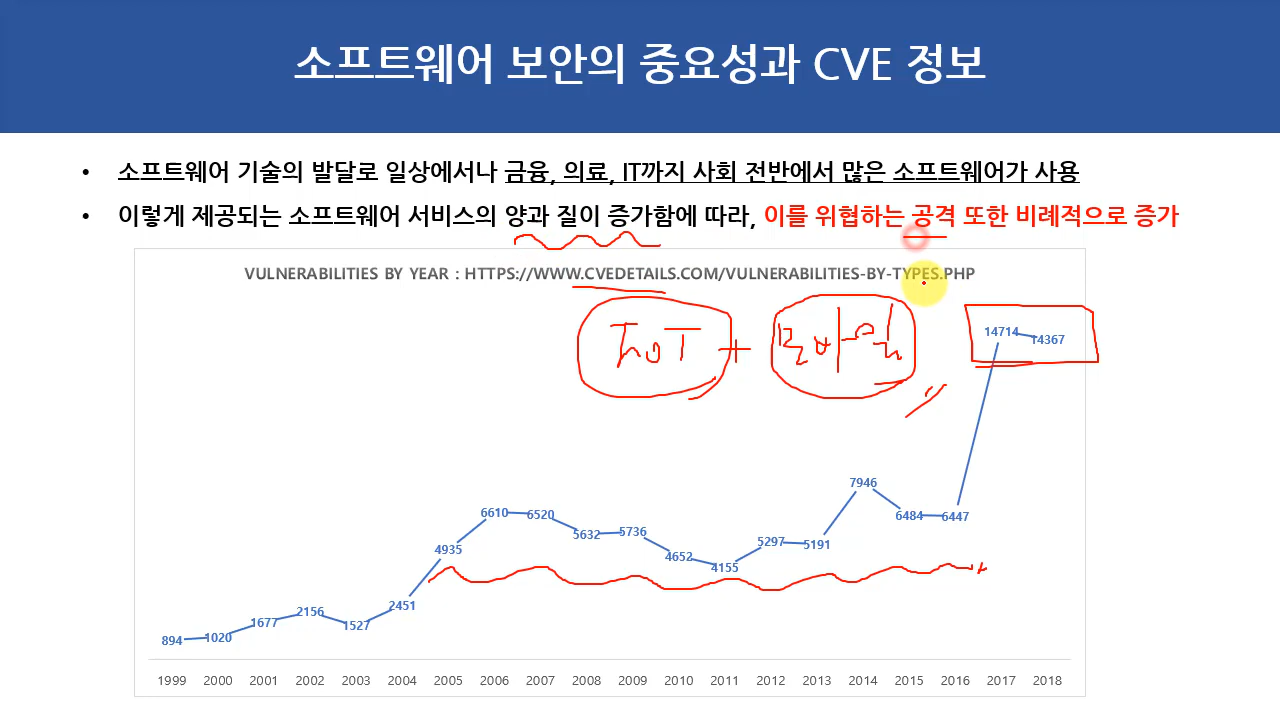 소프트웨어 보안의 중요성과 CVE 정보
• 소프트웨어 기술의 발달로 일상에서나 금융, 의료, IT까지 사회 전반에서 많은 소프트웨어가 사용
• 이렇게 제공되는 소프트웨어 서비스의 양과 질이 증가함에 따라, 이를 위협하는 공격 또한 비례적으로 증가
VULNERABILITIES BY YEAR : HTTPS://WWW.CVEDETAILS.COM/VULNERABILITIES-BY-TYPES.PHP
IoT + 모바일
14714 14367
7946
6610 6520 6484 6447
5632 5736
4935 5297 5191
4652 4155
2451
2156
1677 1527
894 1020
1999 2000 2001 2002 2003 2004 2005 2006 2007 2008 2009 2010 2011 2012 2013 2014 2015 2016 2017 2018